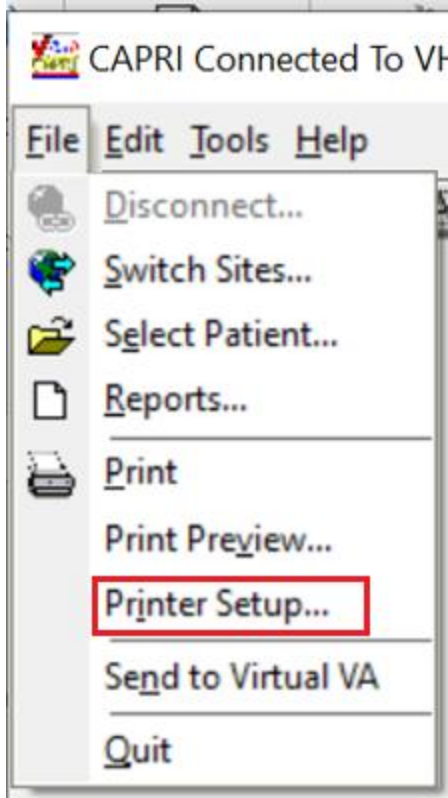 CAPRI Connected To VH
File Edit Tools Help
Disconnect...
Switch Sites...
Select Patient...
Reports...
Print
Print Preview...
Printer Setup...
Send to Virtual VA
Quit